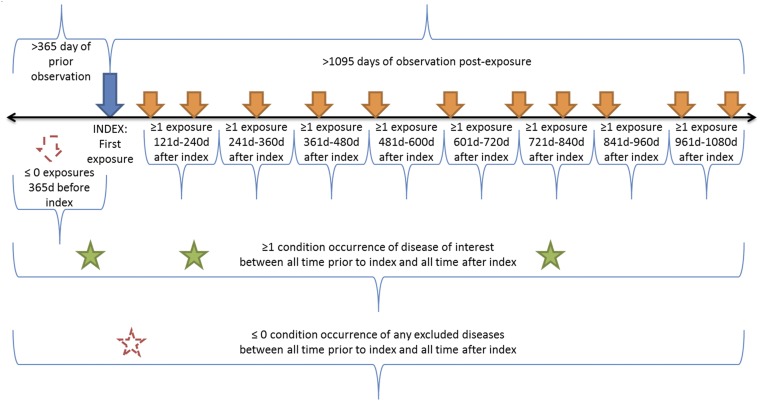 >365 day of
prior
observation
>1095 days of observation post-exposure
INDEX:
First
exposure
≥1 exposure
121d-240d
after index
≥1 exposure
241d-360d
after index
≥1 exposure
361d-480d
after index
≥1 exposure
481d-600d
after index
≥1 exposure
601d-720d
after index
≥1 exposure
721d-840d
after index
≥1 exposure
841d-960d
after index
≥1 exposure
961d-1080d
after index
≤ 0 exposures
365d before
index
≥1 condition occurrence of disease of interest
between all time prior to index and all time after index
≤ 0 condition occurrence of any excluded diseases
between all time prior to index and all time after index